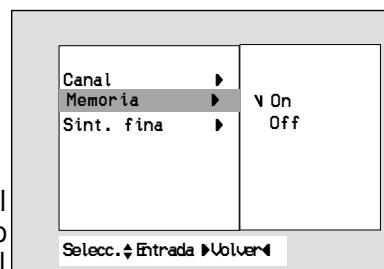 Canal
Memoria
Sint. fina
On
Off
Selecc. Entrada Volver